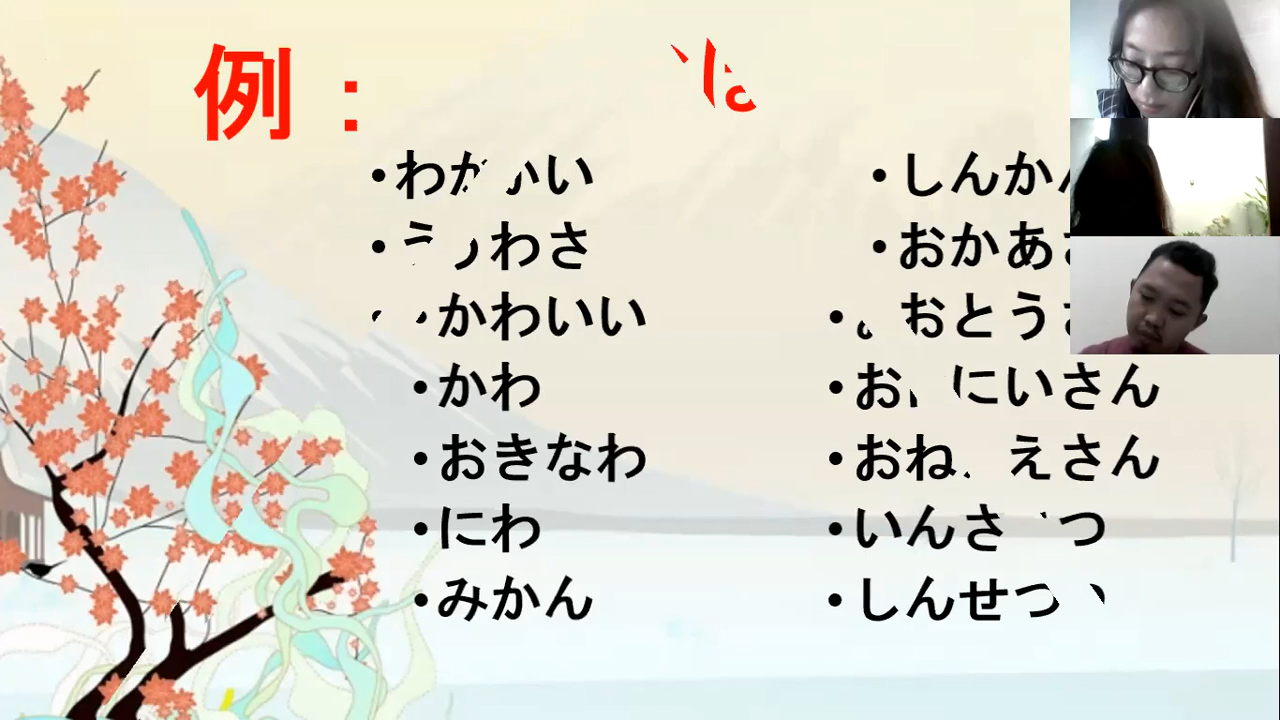 例：
わかい
うわさ
かわいい
かわ
おきなわ
にわ
みかん
しんか
おかあ
おとう
おにいさん
おねえさん
いんさつ
しんせつ